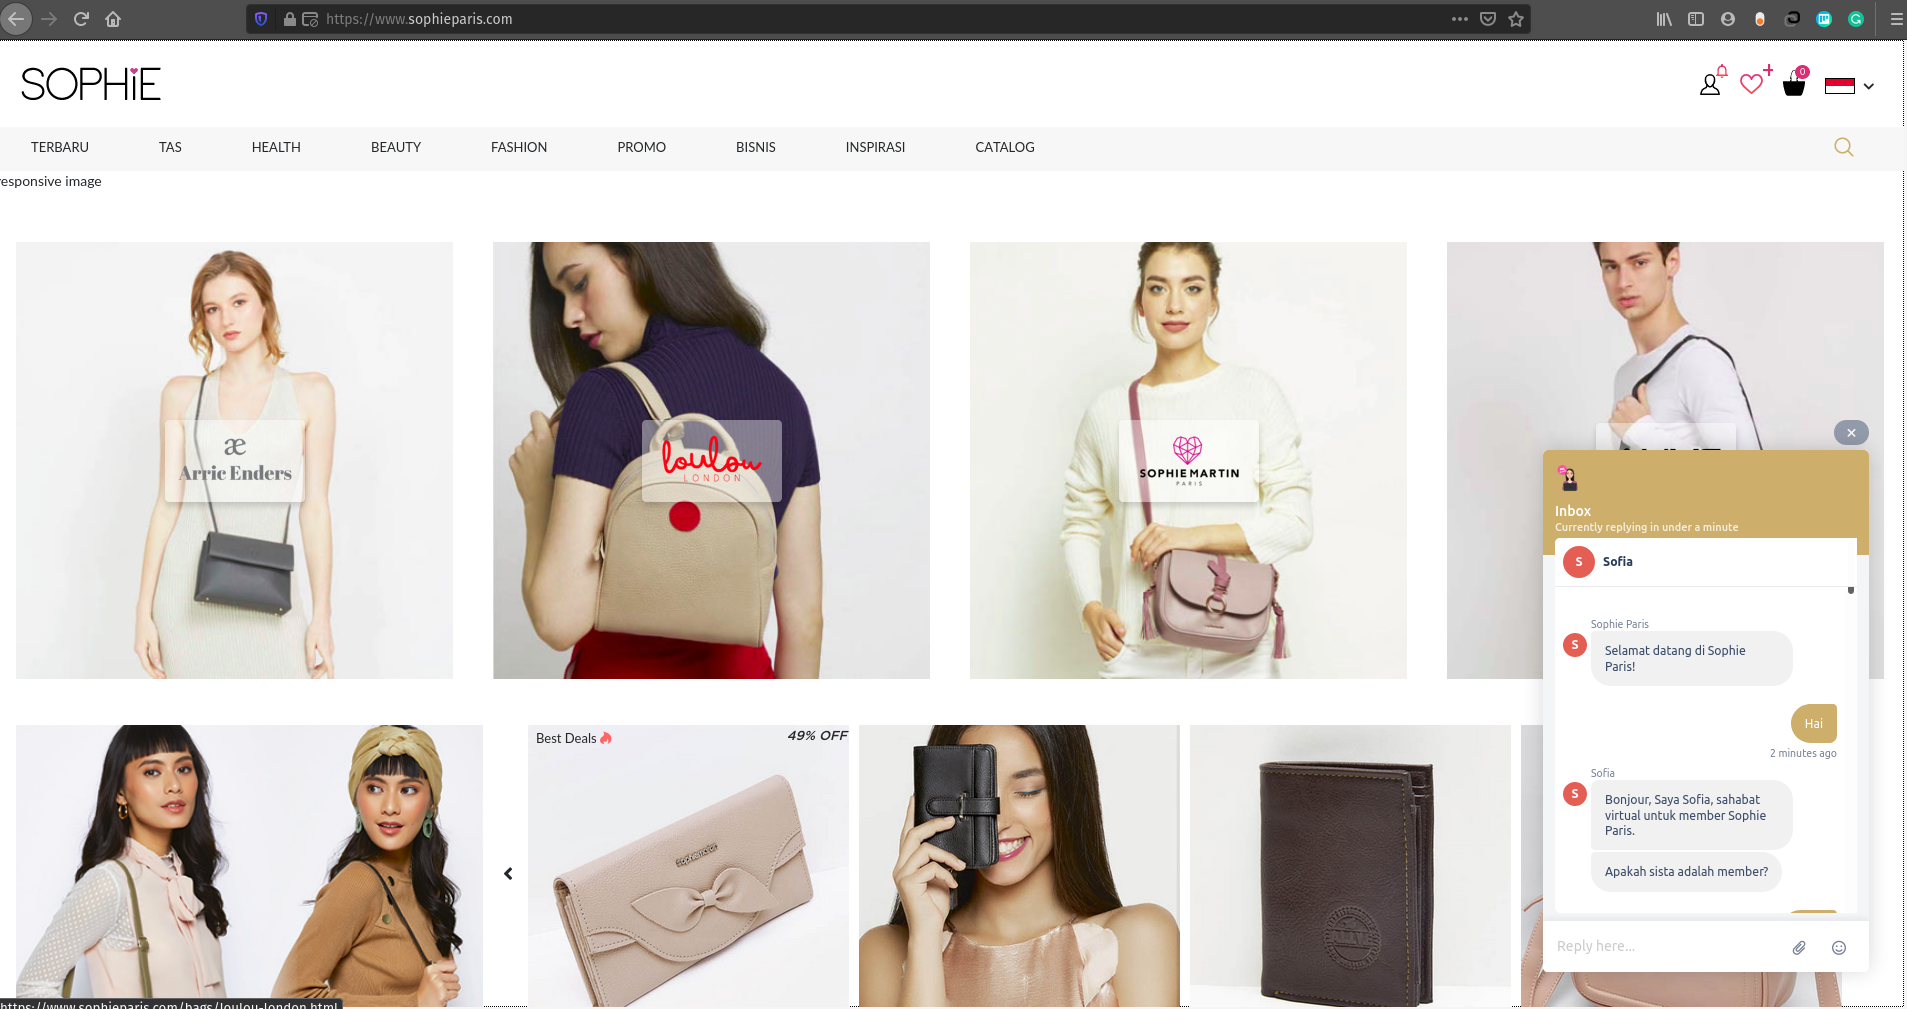 https://www.sophieparis.com
SOPHiE
0
TERBARU TAS HEALTH BEAUTY FASHION PROMO BISNIS INSPIRASI CATALOG
responsive image
æ
Arric Enders
loulou
LONDON
SOPHIE MARTIN
PARIS
Inbox
Currently replying in under a minute
S Sofia
Sophie Paris
S
Selamat datang di Sophie
Paris!
Hai
2 minutes ago
Sofia
S
Bonjour, Saya Sofia, sahabat
virtual untuk member Sophie
Paris.
Apakah sista adalah member?
Reply here...
Best Deals
49% OFF
https://www.sophieparis.com/bags/loulou-london.html